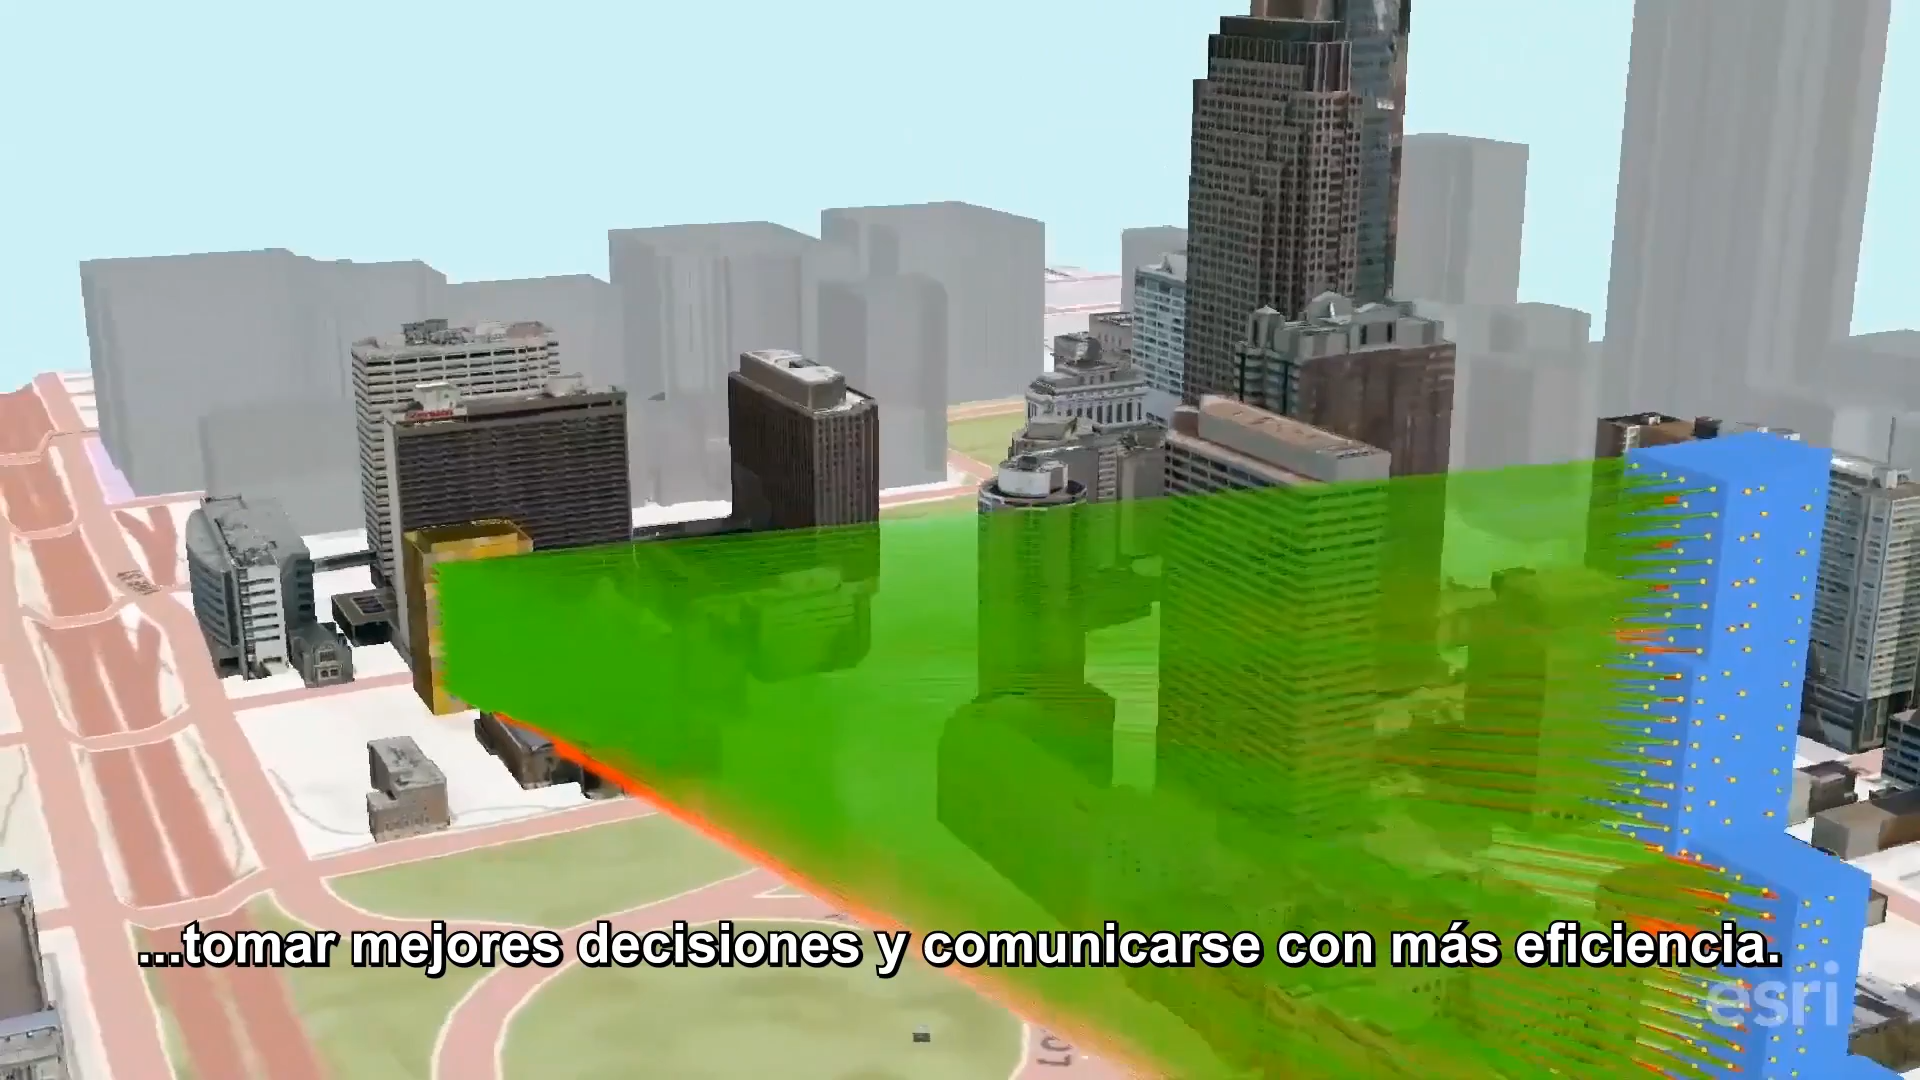 ...tomar mejores decisiones y comunicarse con más eficiencia.
esri